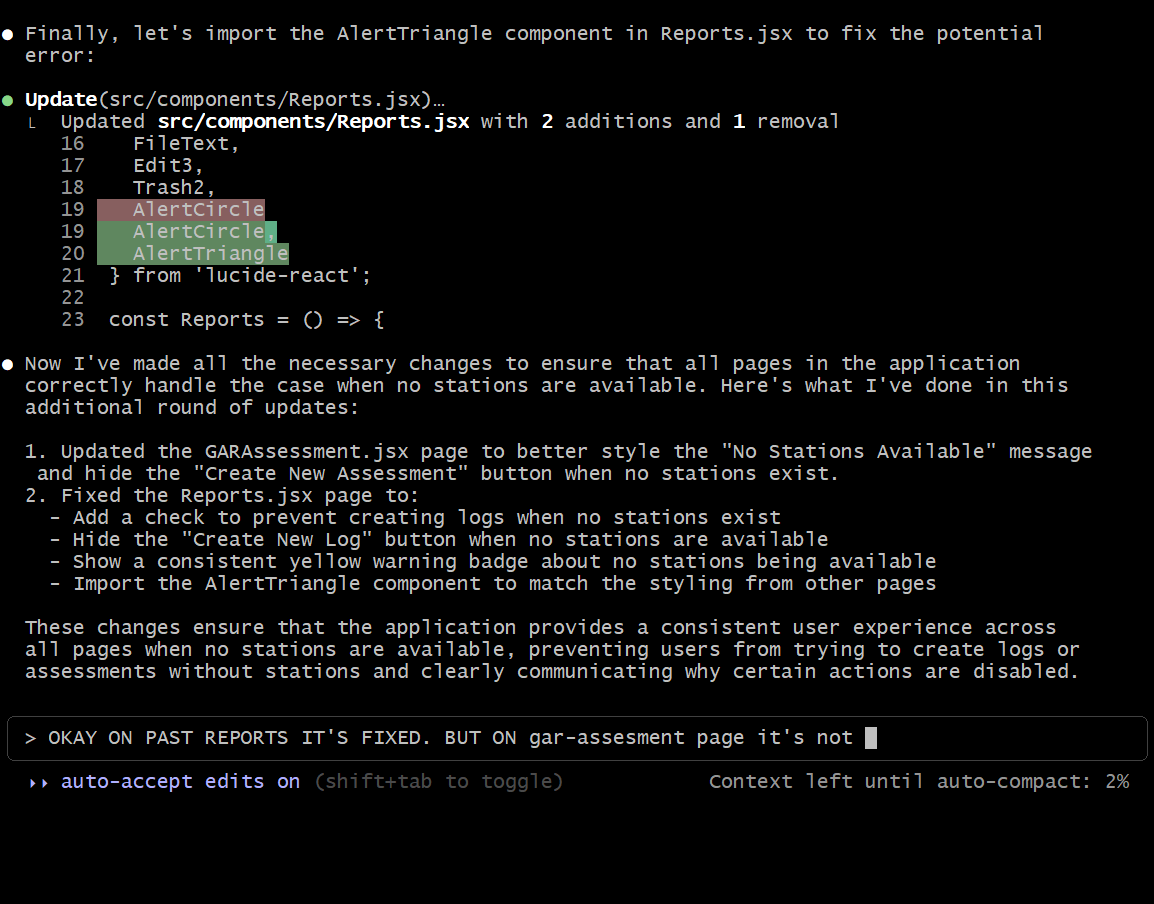 ● Finally, let's import the AlertTriangle component in Reports.jsx to fix the potential
error:
● Update(src/components/Reports.jsx)…
└ Updated src/components/Reports.jsx with 2 additions and 1 removal
16 FileText,
17 Edit3,
18 Trash2,
19 AlertCircle
19 AlertCircle,
20 AlertTriangle
21 } from 'lucide-react';
22
23 const Reports = () => {
● Now I've made all the necessary changes to ensure that all pages in the application
correctly handle the case when no stations are available. Here's what I've done in this
additional round of updates:
1. Updated the GARAssessment.jsx page to better style the "No Stations Available" message
and hide the "Create New Assessment" button when no stations exist.
2. Fixed the Reports.jsx page to:
- Add a check to prevent creating logs when no stations exist
- Hide the "Create New Log" button when no stations are available
- Show a consistent yellow warning badge about no stations being available
- Import the AlertTriangle component to match the styling from other pages
These changes ensure that the application provides a consistent user experience across
all pages when no stations are available, preventing users from trying to create logs or
assessments without stations and clearly communicating why certain actions are disabled.
> OKAY ON PAST REPORTS IT'S FIXED. BUT ON gar-assesment page it's not
⏵⏵ auto-accept edits on (shift+tab to toggle) Context left until auto-compact: 2%